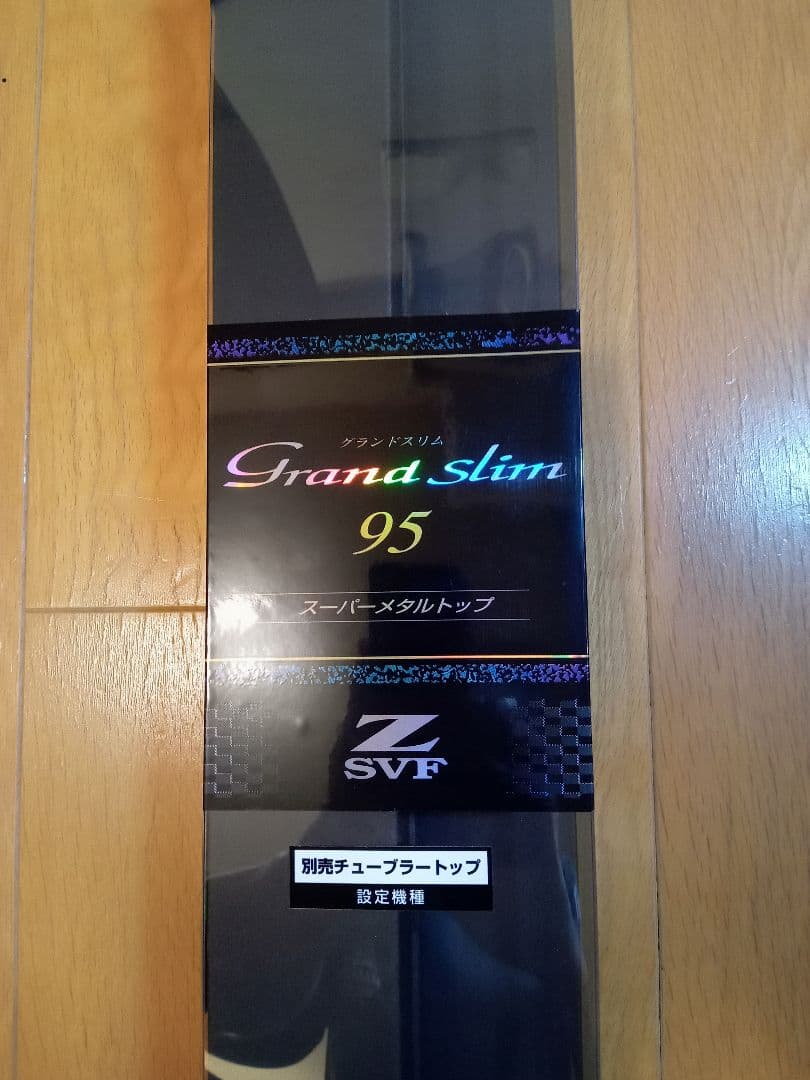 グランドスリム
Grand Slim
95
スーパーメタルトップ
Z
SVF
別売チューブラートップ
設定機種